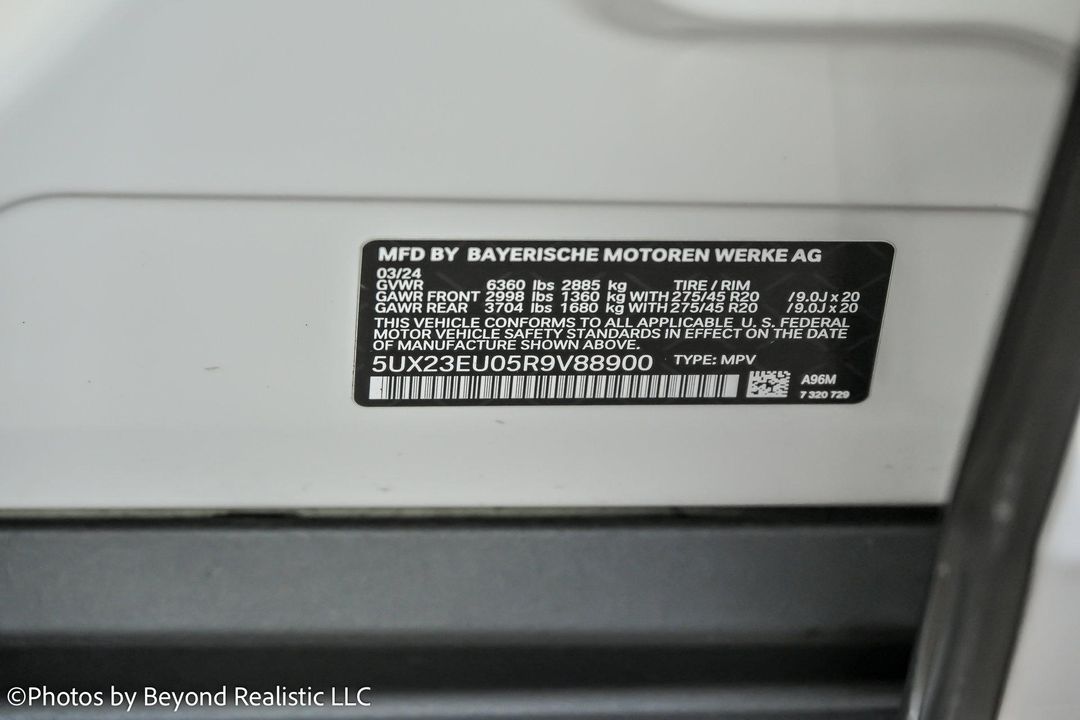 MFD BY BAYERISCHE MOTOREN WERKE AG
03/24
GVWR 6360 lbs 2885 kg TIRE / RIM
GAWR FRONT 2998 lbs 1360 kg WITH 275/45 R20 / 9.0J x 20
GAWR REAR 3704 lbs 1680 kg WITH 275/45 R20 / 9.0J x 20
THIS VEHICLE CONFORMS TO ALL APPLICABLE U. S. FEDERAL
MOTOR VEHICLE SAFETY STANDARDS IN EFFECT ON THE DATE
OF MANUFACTURE SHOWN ABOVE.
5UX23EU05R9V88900 TYPE: MPV
A96M
7 320 729
©Photos by Beyond Realistic LLC